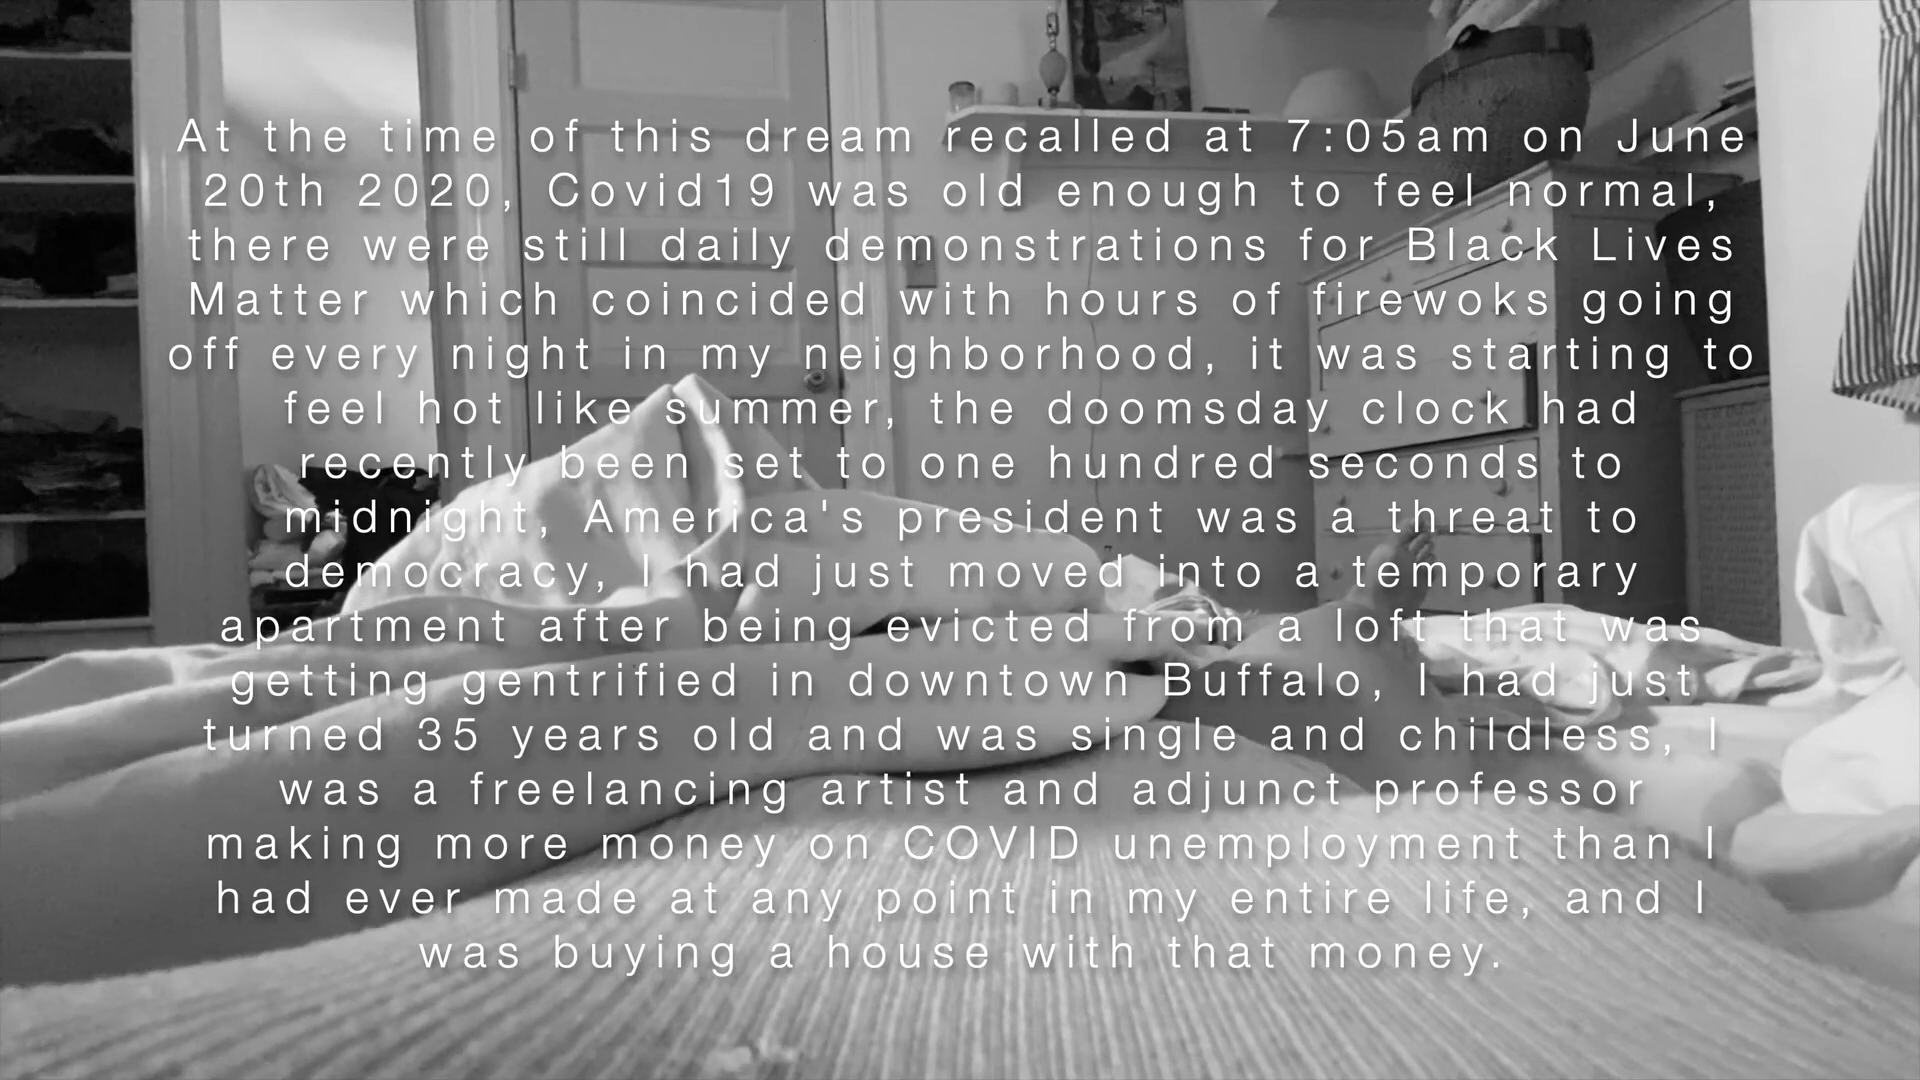 At the time of this dream recalled at 7:05am on June
20th 2020, Covid19 was old enough to feel normal,
there were still daily demonstrations for Black Lives
Matter which coincided with hours of firewoks going
off every night in my neighborhood, it was starting to
feel hot like summer, the doomsday clock had
recently been set to one hundred seconds to
midnight, America's president was a threat to
democracy, I had just moved into a temporary
apartment after being evicted from a loft that was
getting gentrified in downtown Buffalo, I had just
turned 35 years old and was single and childless, I
was a freelancing artist and adjunct professor
making more money on COVID unemployment than I
had ever made at any point in my entire life, and I
was buying a house with that money.